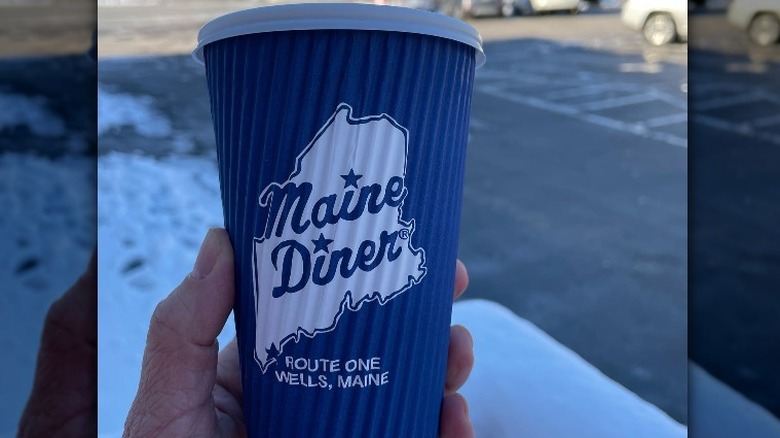 Maine
Diner®
ROUTE ONE
WELLS, MAINE